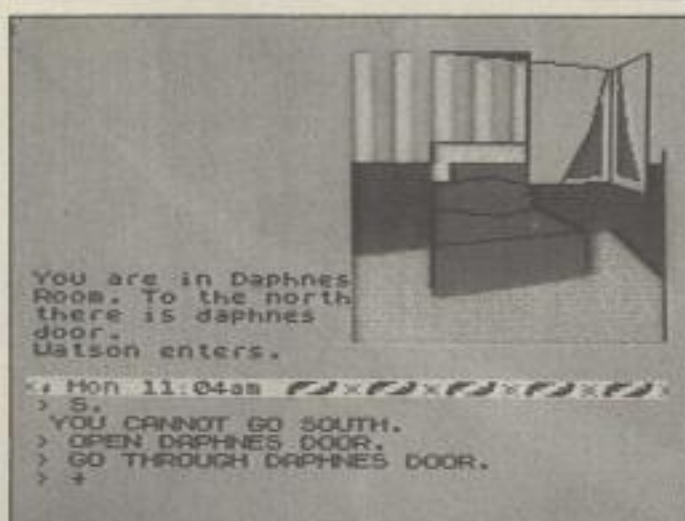 You are in Daphnes
Room. To the north
there is daphnes
door.
Watson enters.
Mon 11:04am
> S.
YOU CANNOT GO SOUTH.
> OPEN DAPHNES DOOR.
> GO THROUGH DAPHNES DOOR.
> +